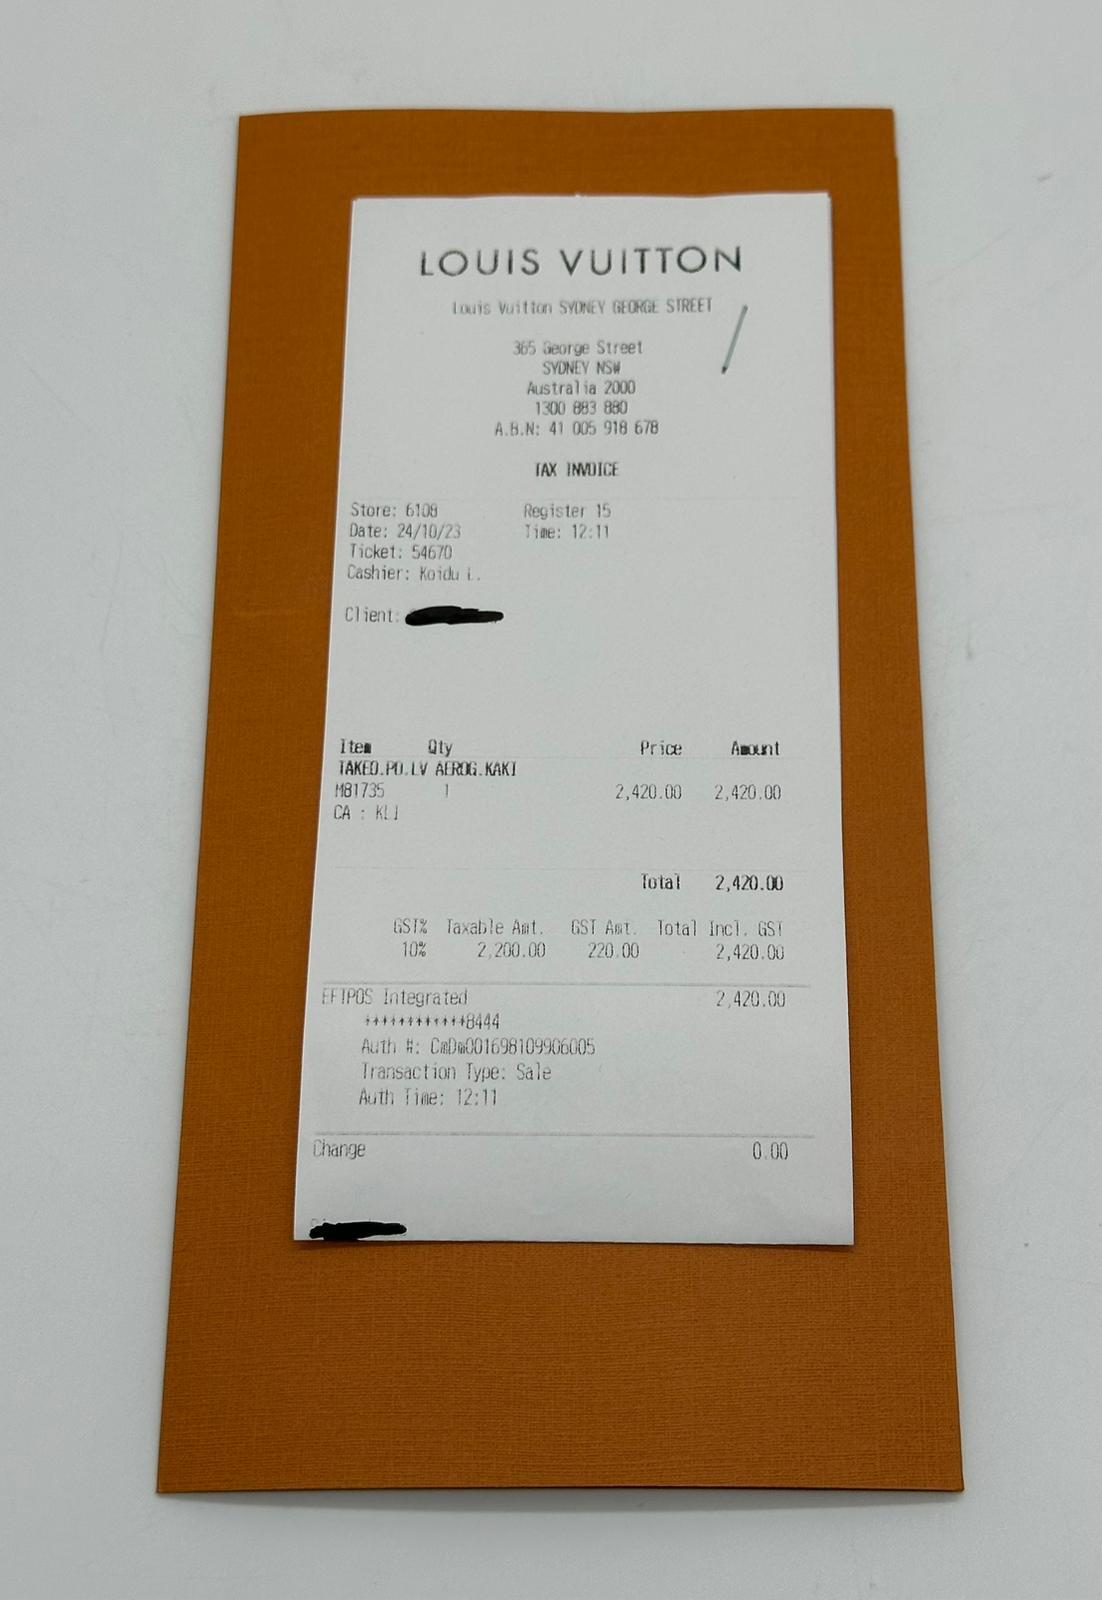 LOUIS VUITTON
Louis Vuitton SYDNEY GEORGE STREET
365 George Street
SYDNEY NSW
Australia 2000
1300 883 880
A.B.N: 41 005 918 678
TAX INVOICE
Store: 6108 Register 15
Date: 24/10/23 Time: 12:11
Ticket: 54670
Cashier: Koidu L.
Client:
Item Qty Price Amount
TAKEO.PO.LV AEROG.KAKI
M81735 1 2,420.00 2,420.00
CA : KLJ
Total 2,420.00
GST% Taxable Amt. GST Amt. Total Incl. GST
10% 2,200.00 220.00 2,420.00
EFTPOS Integrated 2,420.00
************8444
Auth #: CmDm001698109906005
Transaction Type: Sale
Auth Time: 12:11
Change 0.00